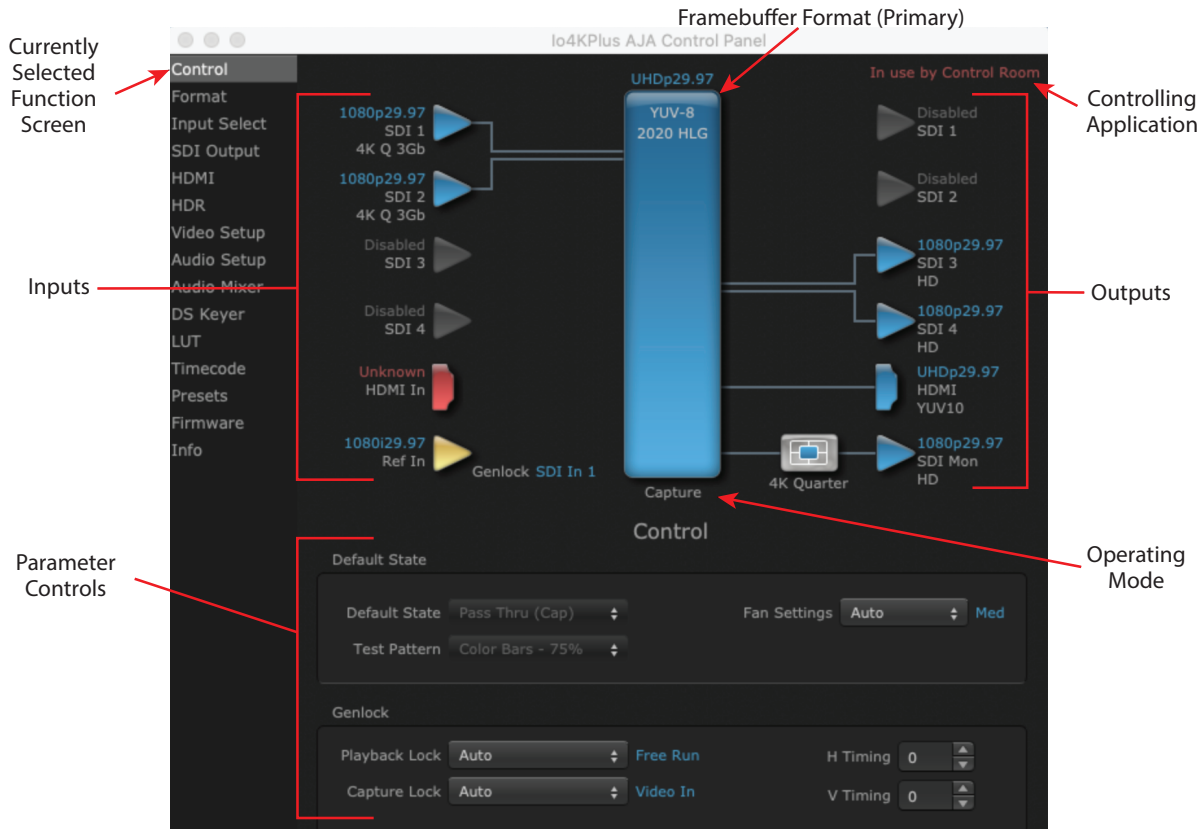 Framebuffer Format (Primary)
Currently
Selected
Function
Screen
Io4KPlus AJA Control Panel
Controlling
Application
Control
Format
Input Select
SDI Output
HDMI
HDR
Video Setup
Audio Setup
Audio Mixer
DS Keyer
LUT
Timecode
Presets
Firmware
Info
Inputs
1080p29.97
SDI 1
4K Q 3Gb
1080p29.97
SDI 2
4K Q 3Gb
Disabled
SDI 3
Disabled
SDI 4
Unknown
HDMI In
1080i29.97
Ref In
Genlock SDI In 1
UHDp29.97
YUV-8
2020 HLG
Capture
In use by Control Room
Disabled
SDI 1
Disabled
SDI 2
1080p29.97
SDI 3
HD
1080p29.97
SDI 4
HD
UHDp29.97
HDMI
YUV10
4K Quarter
1080p29.97
SDI Mon
HD
Outputs
Operating
Mode
Parameter
Controls
Control
Default State
Default State Pass Thru (Cap)
Fan Settings Auto Med
Test Pattern Color Bars - 75%
Genlock
Playback Lock Auto Free Run
H Timing 0
Capture Lock Auto Video In
V Timing 0